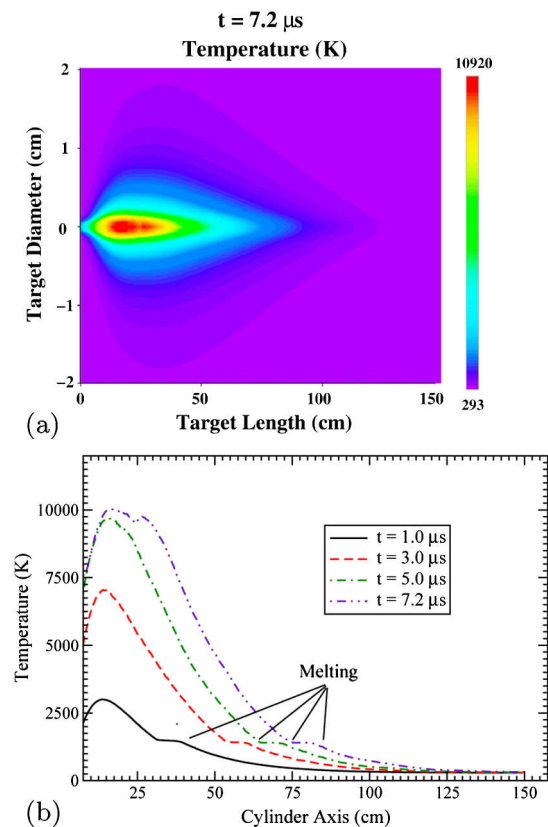 t = 7.2 μs
Temperature (K)
10920
293
2
1
0
−1
−2
Target Diameter (cm)
0 50 100 150
Target Length (cm)
(a)
10000
7500
5000
2500
0
Temperature (K)
t = 1.0 μs
t = 3.0 μs
t = 5.0 μs
t = 7.2 μs
Melting
25 50 75 100 125 150
Cylinder Axis (cm)
(b)